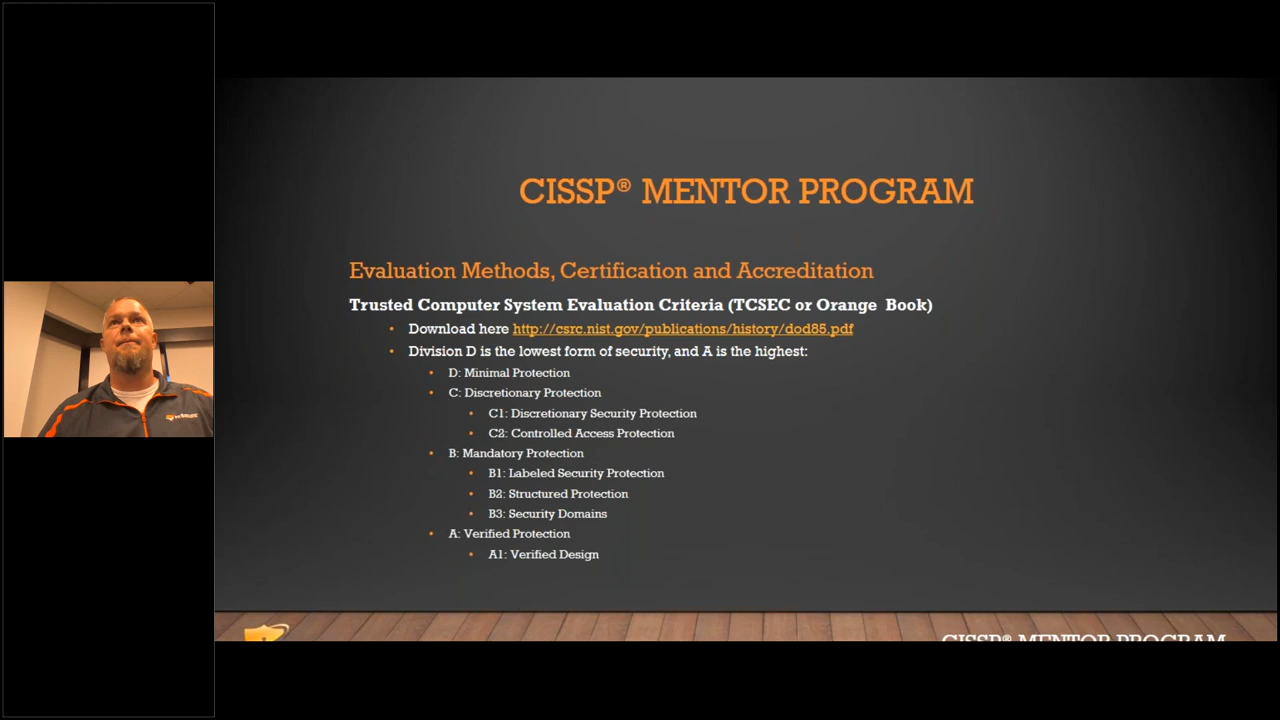 CISSP® MENTOR PROGRAM
Evaluation Methods, Certification and Accreditation
Trusted Computer System Evaluation Criteria (TCSEC or Orange Book)
• Download here http://csrc.nist.gov/publications/history/dod85.pdf
• Division D is the lowest form of security, and A is the highest:
• D: Minimal Protection
• C: Discretionary Protection
• C1: Discretionary Security Protection
• C2: Controlled Access Protection
• B: Mandatory Protection
• B1: Labeled Security Protection
• B2: Structured Protection
• B3: Security Domains
• A: Verified Protection
• A1: Verified Design
CISSP® MENTOR PROGRAM